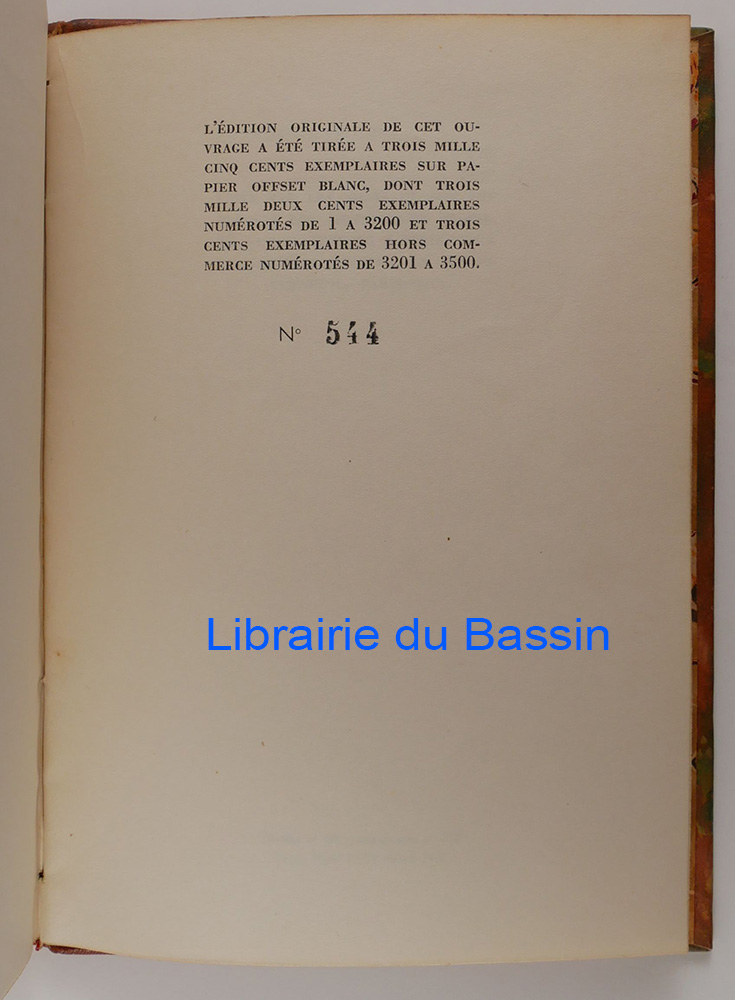 L'ÉDITION ORIGINALE DE CET OU-
VRAGE A ÉTÉ TIRÉE A TROIS MILLE
CINQ CENTS EXEMPLAIRES SUR PA-
PIER OFFSET BLANC, DONT TROIS
MILLE DEUX CENTS EXEMPLAIRES
NUMÉROTÉS DE 1 A 3200 ET TROIS
CENTS EXEMPLAIRES HORS COM-
MERCE NUMÉROTÉS DE 3201 A 3500.
N° 544
Librairie du Bassin